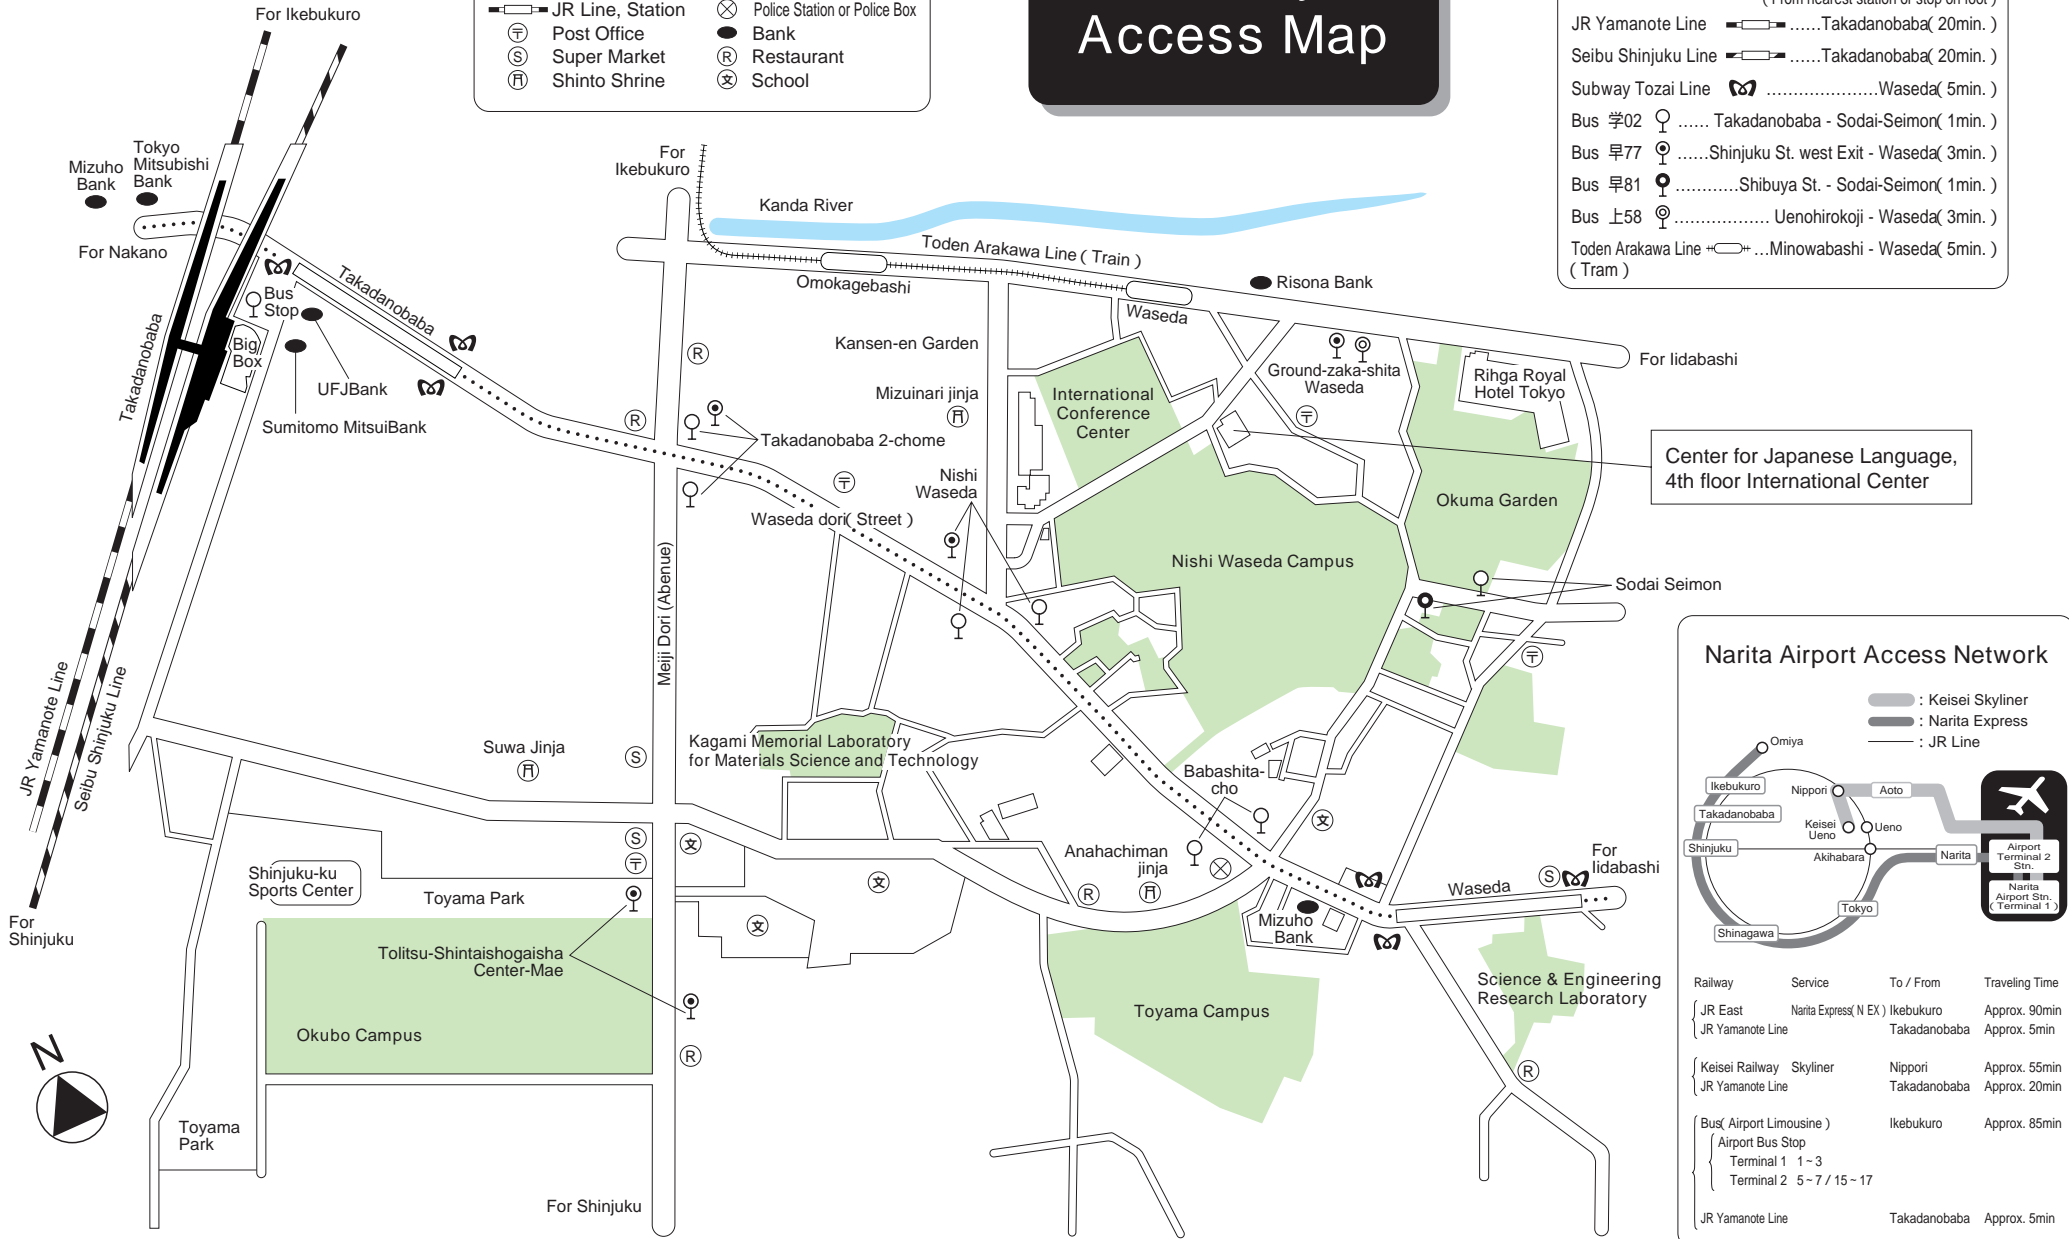 For Ikebukuro
JR Line, Station
Police Station or Police Box
Post Office
Bank
Super Market
Restaurant
Shinto Shrine
School
〒
S
R
文
Access Map
( From nearest station or stop on foot )
JR Yamanote Line ......Takadanobaba( 20min. )
Seibu Shinjuku Line ......Takadanobaba( 20min. )
Subway Tozai Line ....................Waseda( 5min. )
Bus 学02 ...... Takadanobaba - Sodai-Seimon( 1min. )
Bus 早77 ......Shinjuku St. west Exit - Waseda( 3min. )
Bus 早81 ............Shibuya St. - Sodai-Seimon( 1min. )
Bus 上58 .................. Uenohirokoji - Waseda( 3min. )
Toden Arakawa Line ...Minowabashi - Waseda( 5min. )
( Tram )
Mizuho
Bank
Tokyo
Mitsubishi
Bank
For Nakano
For
Ikebukuro
Kanda River
Toden Arakawa Line ( Train )
Omokagebashi
Waseda
Risona Bank
For Iidabashi
Takadanobaba
Takadanobaba
Bus
Stop
Big
Box
UFJBank
Sumitomo MitsuiBank
R
R
Kansen-en Garden
Mizuinari jinja
International
Conference
Center
Ground-zaka-shita
Waseda
〒
Rihga Royal
Hotel Tokyo
Takadanobaba 2-chome
〒
Nishi
Waseda
Waseda dori( Street )
Center for Japanese Language,
4th floor International Center
Okuma Garden
Nishi Waseda Campus
Sodai Seimon
〒
Meiji Dori (Abenue)
JR Yamanote Line
Seibu Shinjuku Line
Suwa Jinja
S
Kagami Memorial Laboratory
for Materials Science and Technology
Babashita-
cho
文
S
〒
文
文
文
Shinjuku-ku
Sports Center
Toyama Park
Anahachiman
jinja
R
Mizuho
Bank
Waseda
S
For
Iidabashi
For
Shinjuku
Tolitsu-Shintaishogaisha
Center-Mae
Okubo Campus
R
Toyama Campus
Science & Engineering
Research Laboratory
R
N
Toyama
Park
For Shinjuku
Narita Airport Access Network
: Keisei Skyliner
: Narita Express
: JR Line
Omiya
Ikebukuro
Takadanobaba
Shinjuku
Shinagawa
Nippori
Aoto
Keisei
Ueno
Ueno
Akihabara
Narita
Tokyo
Airport
Terminal 2
Stn.
Narita
Airport Stn.
( Terminal 1 )
Railway Service To / From Traveling Time
JR East Narita Express( N EX ) Ikebukuro Approx. 90min
JR Yamanote Line Takadanobaba Approx. 5min
Keisei Railway Skyliner Nippori Approx. 55min
JR Yamanote Line Takadanobaba Approx. 20min
Bus( Airport Limousine ) Ikebukuro Approx. 85min
Airport Bus Stop
Terminal 1 1 ~ 3
Terminal 2 5 ~ 7 / 15 ~ 17
JR Yamanote Line Takadanobaba Approx. 5min